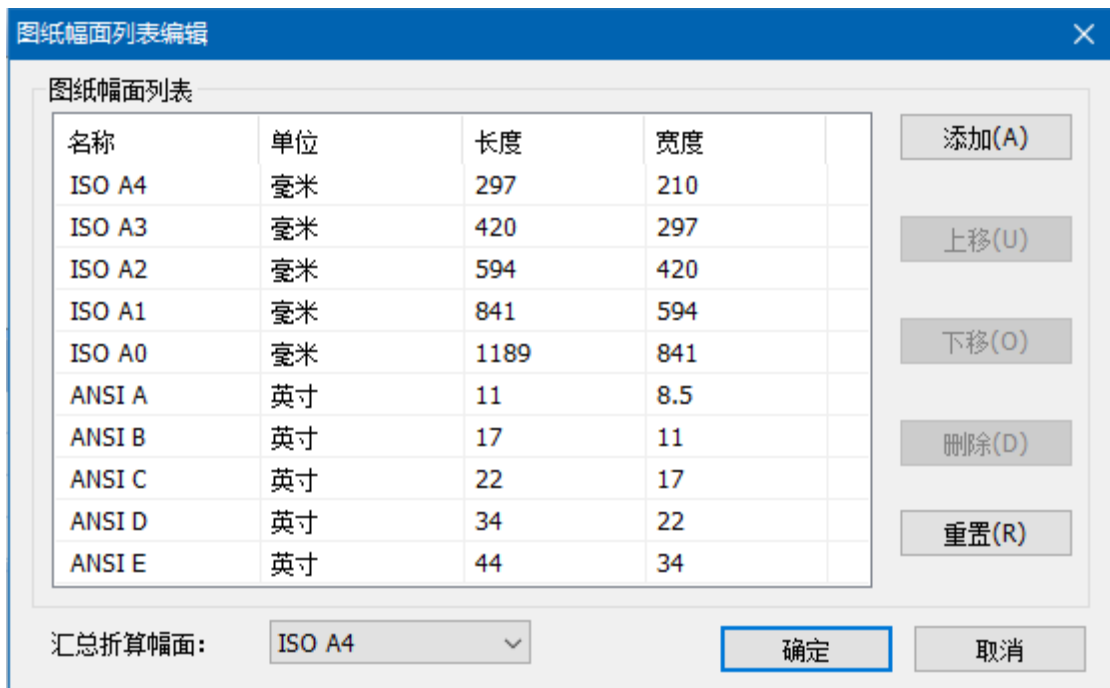 图纸幅面列表编辑
图纸幅面列表
名称 单位 长度 宽度
ISO A4 毫米 297 210
ISO A3 毫米 420 297
ISO A2 毫米 594 420
ISO A1 毫米 841 594
ISO A0 毫米 1189 841
ANSI A 英寸 11 8.5
ANSI B 英寸 17 11
ANSI C 英寸 22 17
ANSI D 英寸 34 22
ANSI E 英寸 44 34
添加(A)
上移(U)
下移(O)
删除(D)
重置(R)
汇总折算幅面： ISO A4 确定 取消